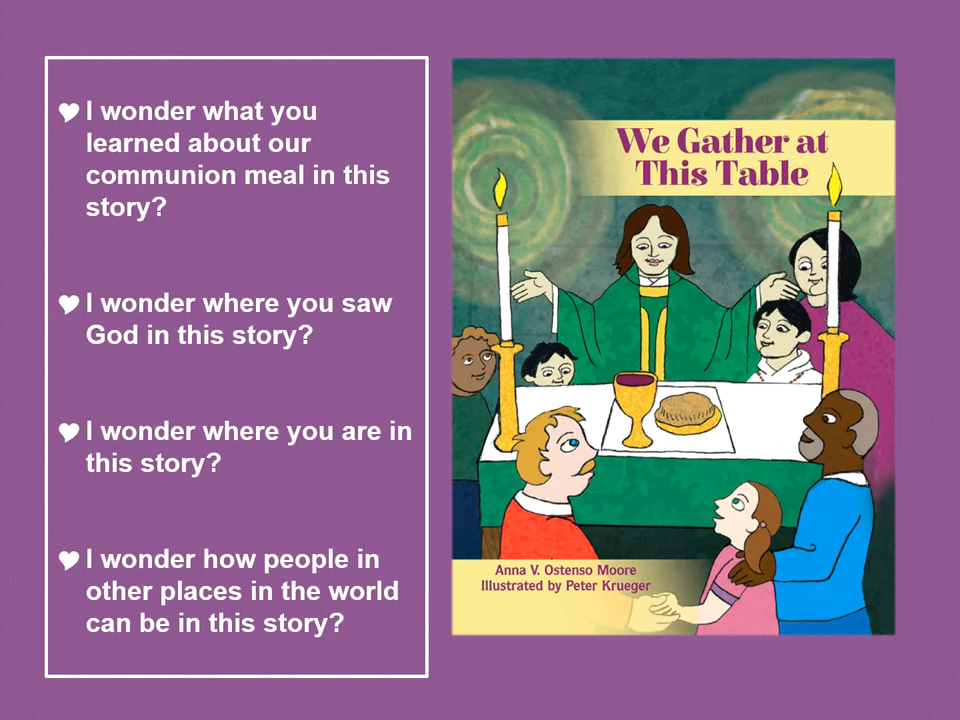 I wonder what you
learned about our
communion meal in this
story?
I wonder where you saw
God in this story?
I wonder where you are in
this story?
I wonder how people in
other places in the world
can be in this story?
We Gather at
This Table
Anna V. Ostenso Moore
Illustrated by Peter Krueger